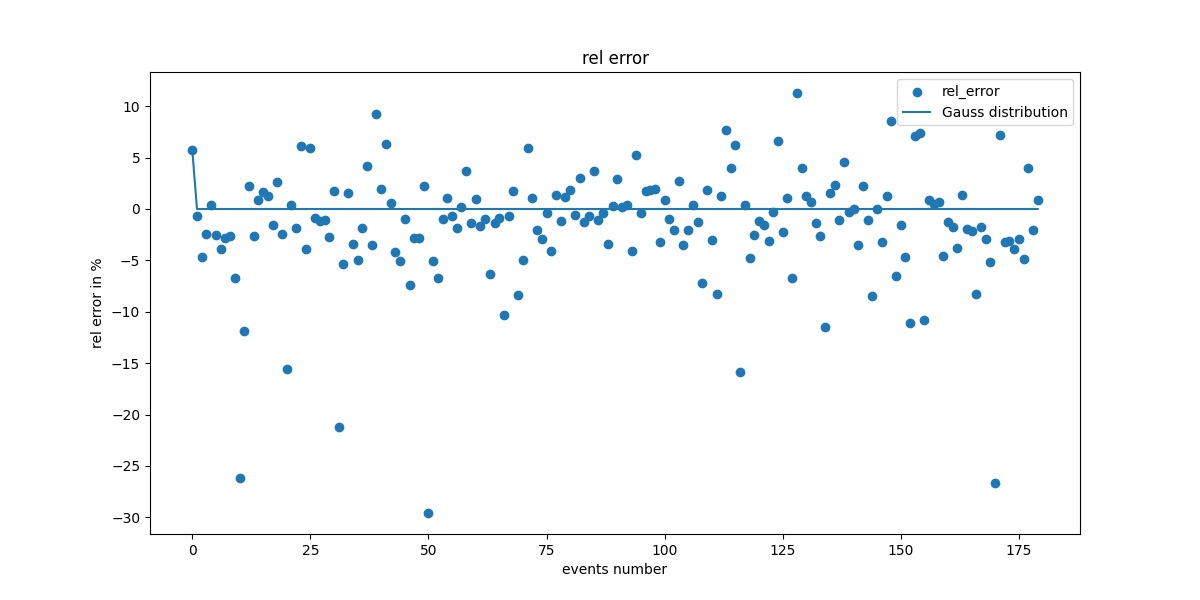 rel error
rel_error
Gauss distribution
rel error in %
10
5
0
−5
−10
−15
−20
−25
−30
0 25 50 75 100 125 150 175
events number